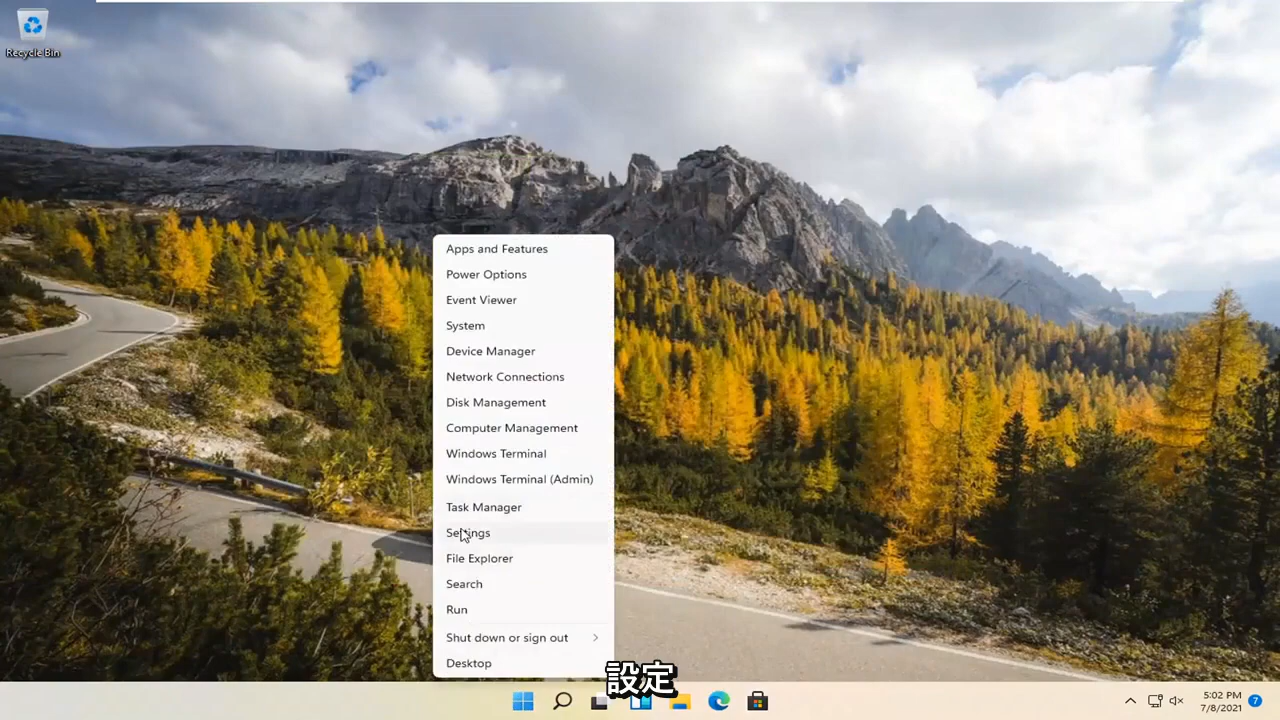 Recycle Bin
Apps and Features
Power Options
Event Viewer
System
Device Manager
Network Connections
Disk Management
Computer Management
Windows Terminal
Windows Terminal (Admin)
Task Manager
Settings
File Explorer
Search
Run
Shut down or sign out
Desktop
設定
5:02 PM
7/8/2021
7